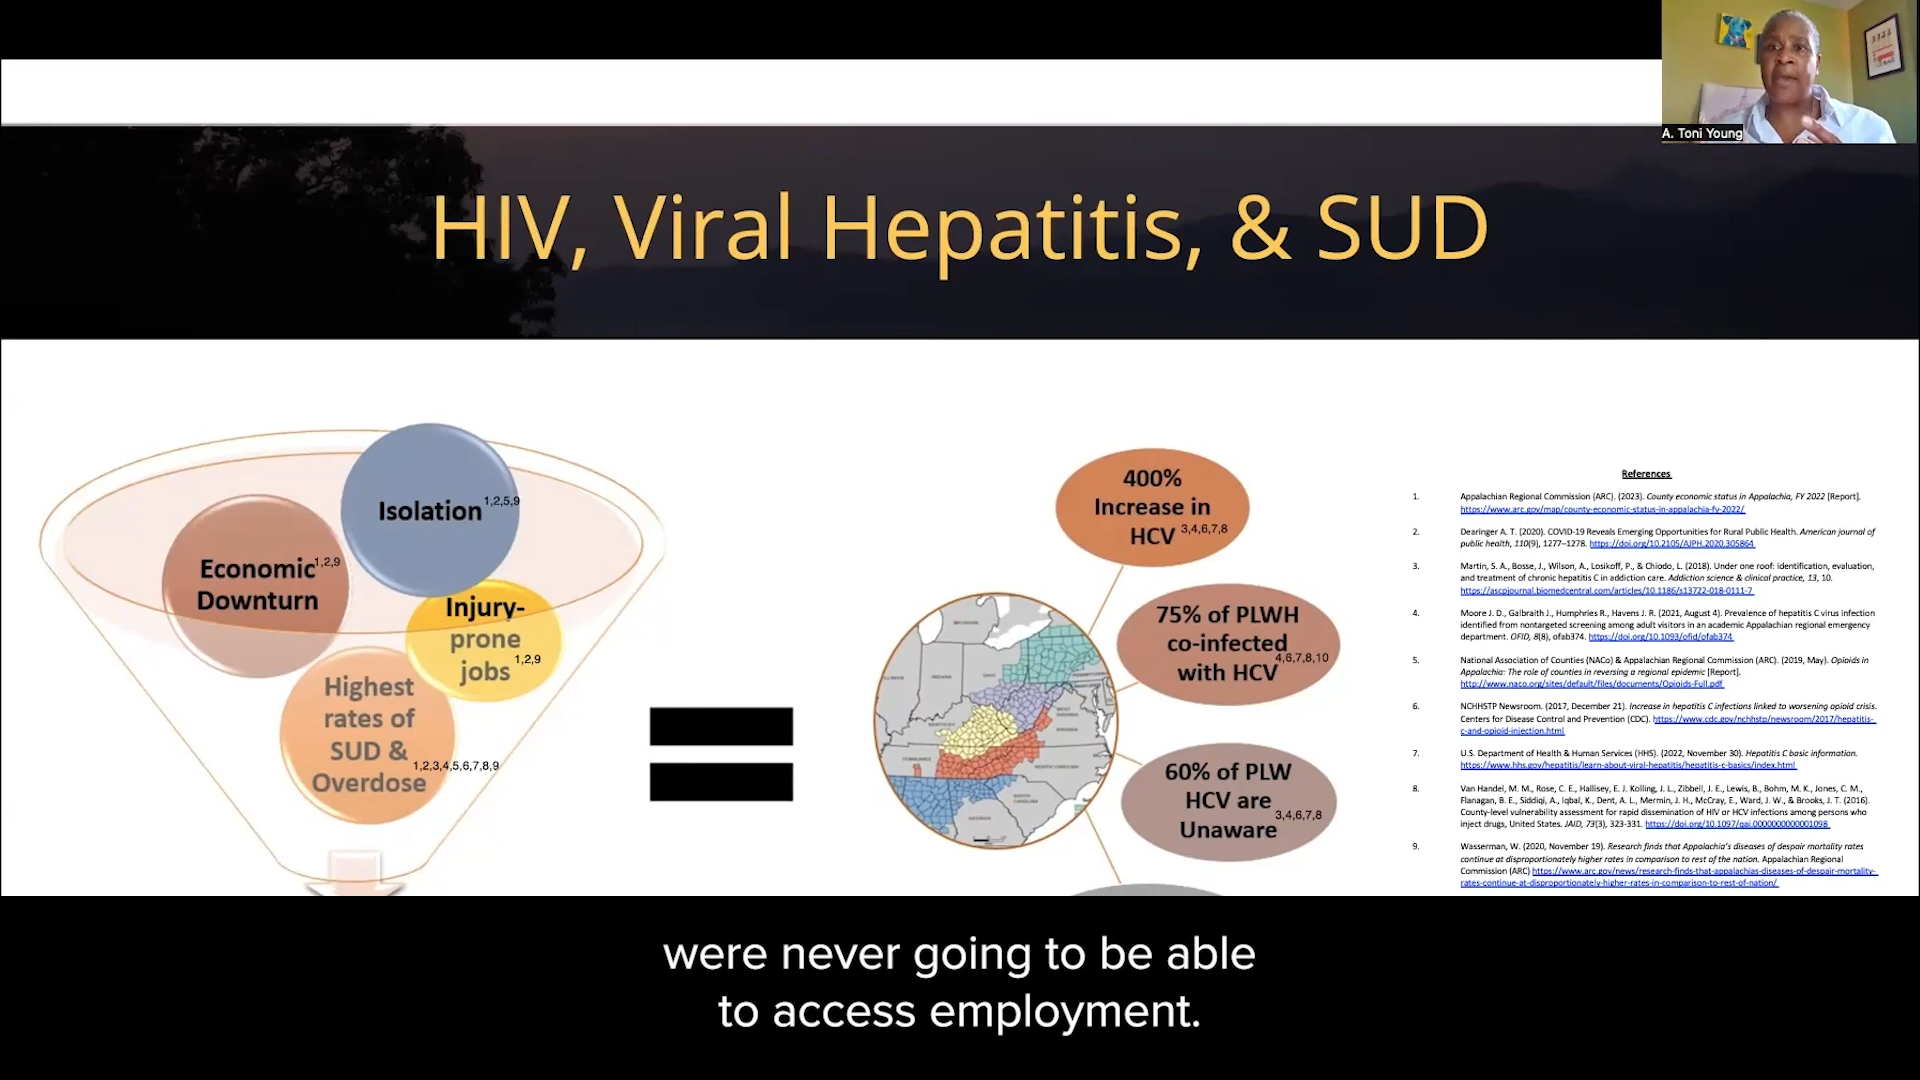 A. Toni Young
HIV, Viral Hepatitis, & SUD
Isolation 1,2,5,9
Economic 1,2,9
Downturn
Injury-
prone
jobs 1,2,9
Highest
rates of
SUD &
Overdose 1,2,3,4,5,6,7,8,9
400%
Increase in
HCV 3,4,6,7,8
75% of PLWH
co-infected
with HCV 4,6,7,8,10
60% of PLW
HCV are
Unaware 3,4,6,7,8
References
1. Appalachian Regional Commission (ARC). (2023). County economic status in Appalachia, FY 2022 [Report].
https://www.arc.gov/map/county-economic-status-in-appalachia-fy-2022/
2. Dearinger A. T. (2020). COVID-19 Reveals Emerging Opportunities for Rural Public Health. American journal of
public health, 110(9), 1277–1278. https://doi.org/10.2105/AJPH.2020.305864
3. Martin, S. A., Bosse, J., Wilson, A., Losikoff, P., & Chiodo, L. (2018). Under one roof: identification, evaluation,
and treatment of chronic hepatitis C in addiction care. Addiction science & clinical practice, 13, 10.
https://ascpjournal.biomedcentral.com/articles/10.1186/s13722-018-0111-7
4. Moore J. D., Galbraith J., Humphries R., Havens J. R. (2021, August 4). Prevalence of hepatitis C virus infection
identified from nontargeted screening among adult visitors in an academic Appalachian regional emergency
department. OFID, 8(8), ofab374. https://doi.org/10.1093/ofid/ofab374
5. National Association of Counties (NACo) & Appalachian Regional Commission (ARC). (2019, May). Opioids in
Appalachia: The role of counties in reversing a regional epidemic [Report].
http://www.naco.org/sites/default/files/documents/Opioids-Full.pdf
6. NCHHSTP Newsroom. (2017, December 21). Increase in hepatitis C infections linked to worsening opioid crisis.
Centers for Disease Control and Prevention (CDC). https://www.cdc.gov/nchhstp/newsroom/2017/hepatitis-
c-and-opioid-injection.html
7. U.S. Department of Health & Human Services (HHS). (2022, November 30). Hepatitis C basic information.
https://www.hhs.gov/hepatitis/learn-about-viral-hepatitis/hepatitis-c-basics/index.html
8. Van Handel, M. M., Rose, C. E., Hallisey, E. J. Kolling, J. L., Zibbell, J. E., Lewis, B., Bohm, M. K., Jones, C. M.,
Flanagan, B. E., Siddiqi, A., Iqbal, K., Dent, A. L., Mermin, J. H., McCray, E., Ward, J. W., & Brooks, J. T. (2016).
County-level vulnerability assessment for rapid dissemination of HIV or HCV infections among persons who
inject drugs, United States. JAID, 73(3), 323-331. https://doi.org/10.1097/qai.0000000000001098
9. Wasserman, W. (2020, November 19). Research finds that Appalachia's diseases of despair mortality rates
continue at disproportionately higher rates in comparison to rest of the nation. Appalachian Regional
Commission (ARC) https://www.arc.gov/news/research-finds-that-appalachias-diseases-of-despair-mortality-
rates-continue-at-disproportionately-higher-rates-in-comparison-to-rest-of-nation/
were never going to be able
to access employment.